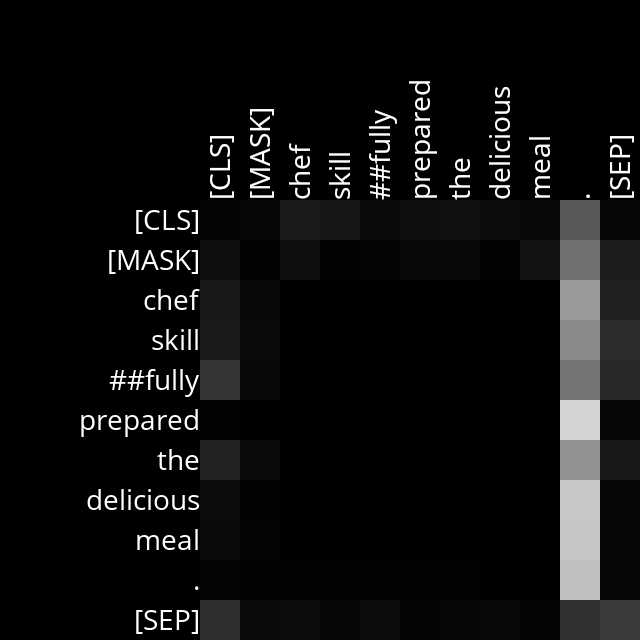 [CLS] [MASK] chef skill ##fully prepared the delicious meal . [SEP]
[CLS]
[MASK]
chef
skill
##fully
prepared
the
delicious
meal
.
[SEP]